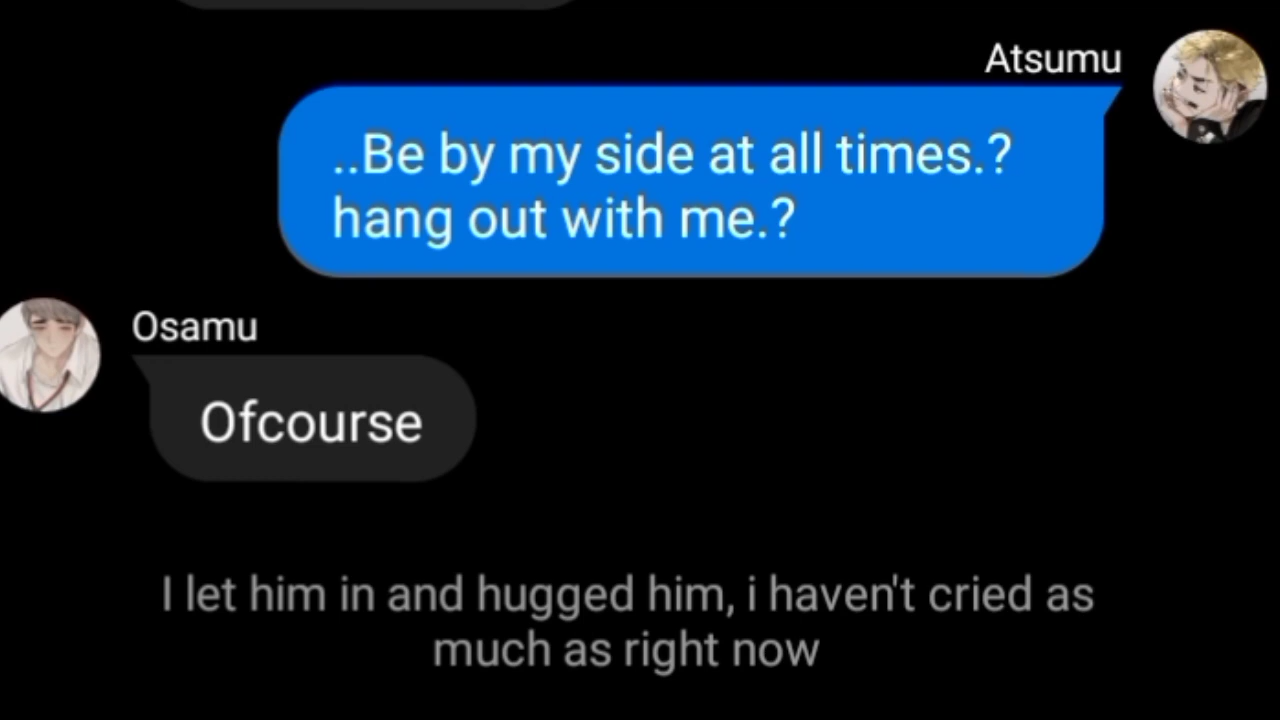 Atsumu
..Be by my side at all times.?
hang out with me.?
Osamu
Ofcourse
I let him in and hugged him, i haven't cried as
much as right now